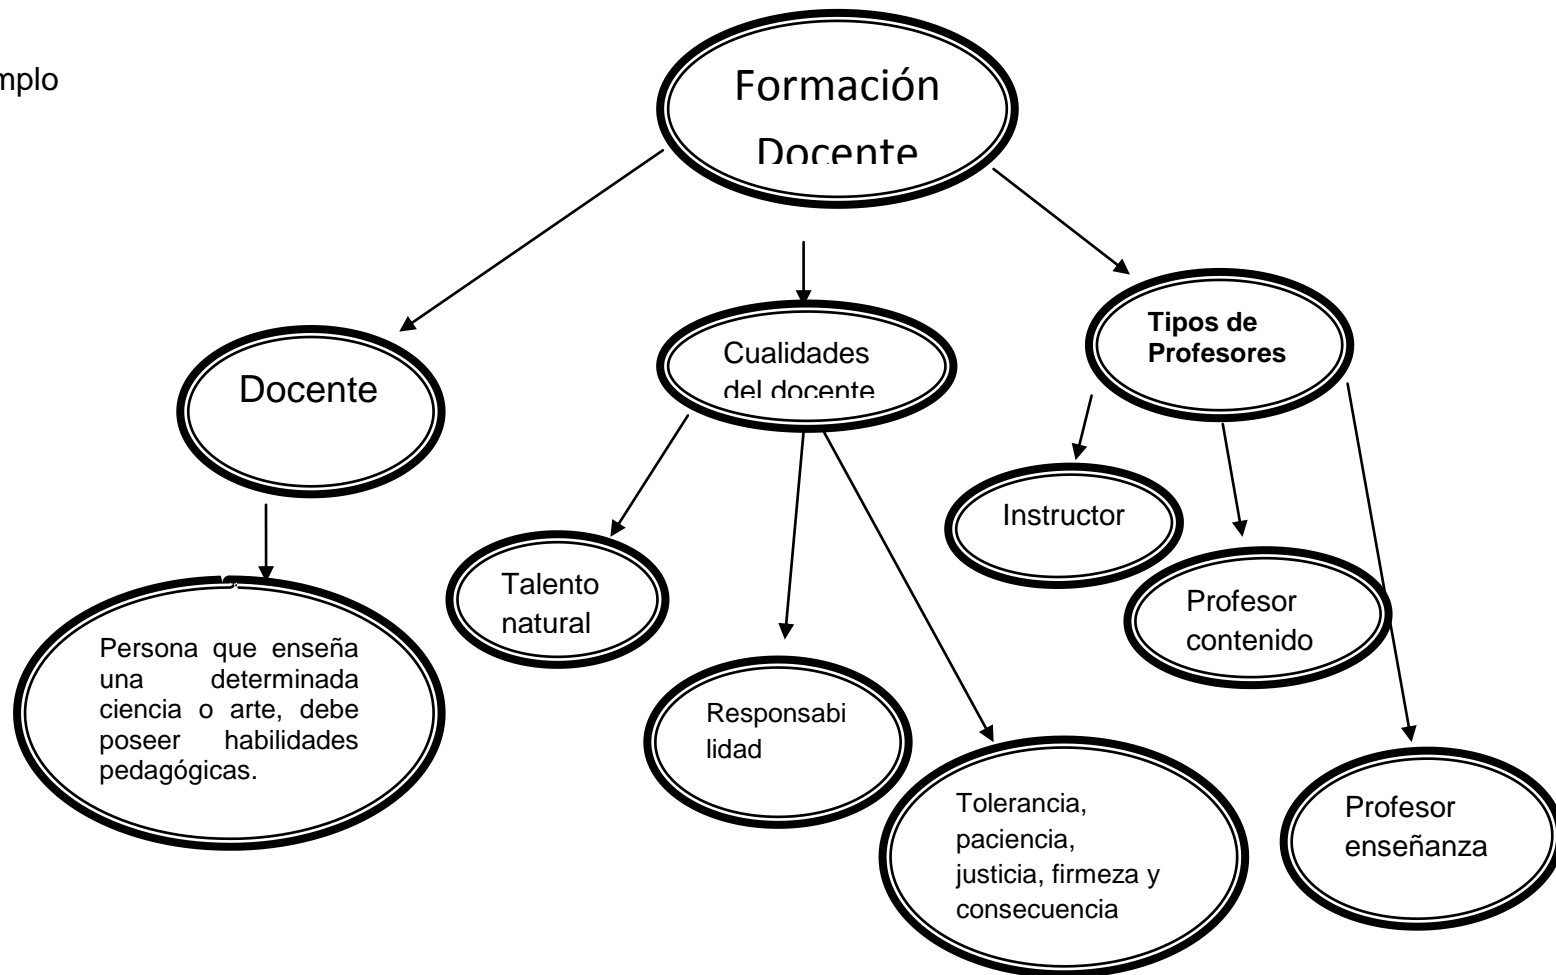 mplo
Formación
Docente
Docente
Cualidades
del docente
Tipos de
Profesores
Persona que enseña
una determinada
ciencia o arte, debe
poseer habilidades
pedagógicas.
Talento
natural
Responsabi
lidad
Tolerancia,
paciencia,
justicia, firmeza y
consecuencia
Instructor
Profesor
contenido
Profesor
enseñanza